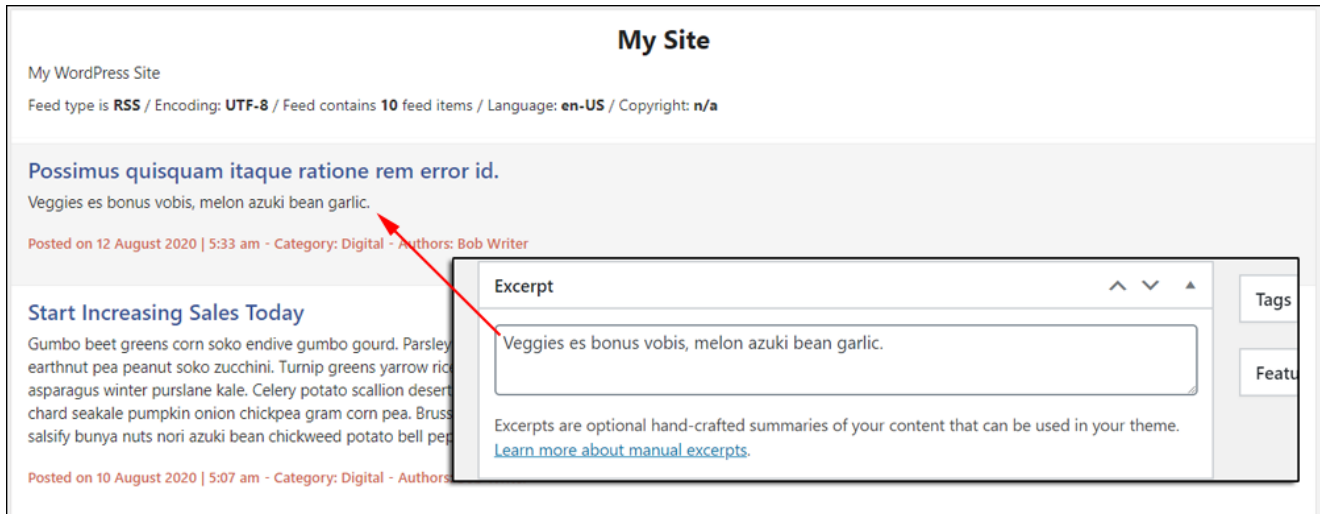 My Site
My WordPress Site
Feed type is RSS / Encoding: UTF-8 / Feed contains 10 feed items / Language: en-US / Copyright: n/a
Possimus quisquam itaque ratione rem error id.
Veggies es bonus vobis, melon azuki bean garlic.
Posted on 12 August 2020 | 5:33 am - Category: Digital - Authors: Bob Writer
Start Increasing Sales Today
Gumbo beet greens corn soko endive gumbo gourd. Parsley
earthnut pea peanut soko zucchini. Turnip greens yarrow
asparagus winter purslane kale. Celery potato scallion desert
chard seakale pumpkin onion chickpea gram corn pea.
salsify bunya nuts nori azuki bean chickweed potato bell
Posted on 10 August 2020 | 5:07 am - Category: Digital - Authors
Excerpt
Veggies es bonus vobis, melon azuki bean garlic.
Excerpts are optional hand-crafted summaries of your content that can be used in your theme.
Learn more about manual excerpts.
Tags